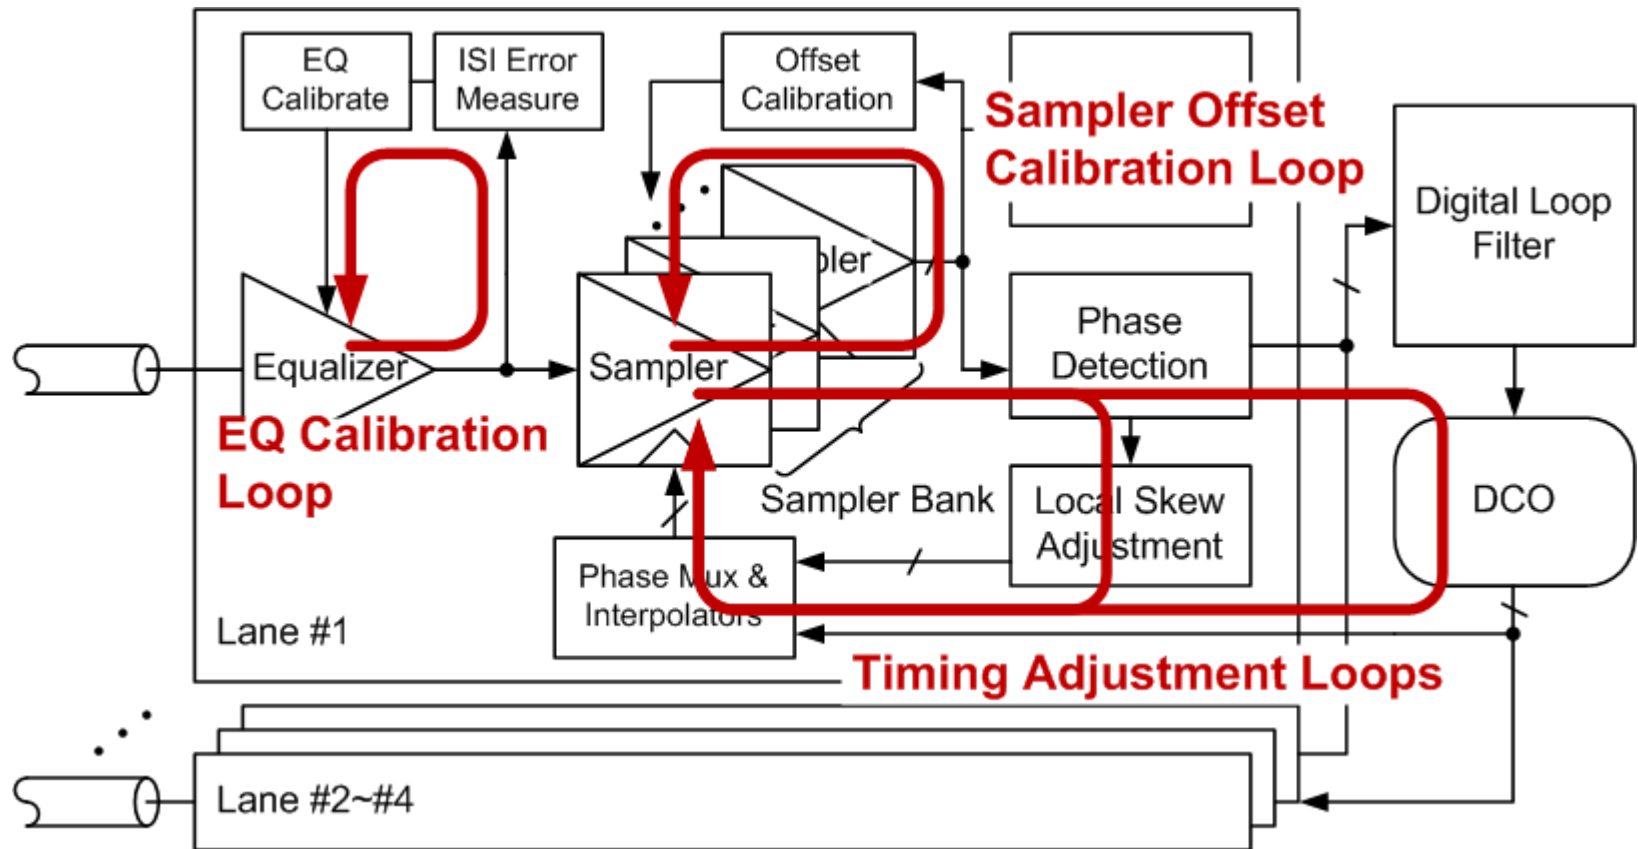 EQ
Calibrate
ISI Error
Measure
Offset
Calibration
Sampler Offset
Calibration Loop
Digital Loop
Filter
pler
Equalizer
Sampler
Phase
Detection
EQ Calibration
Loop
Sampler Bank
Local Skew
Adjustment
DCO
Phase Mux &
Interpolators
Lane #1
Timing Adjustment Loops
Lane #2~#4